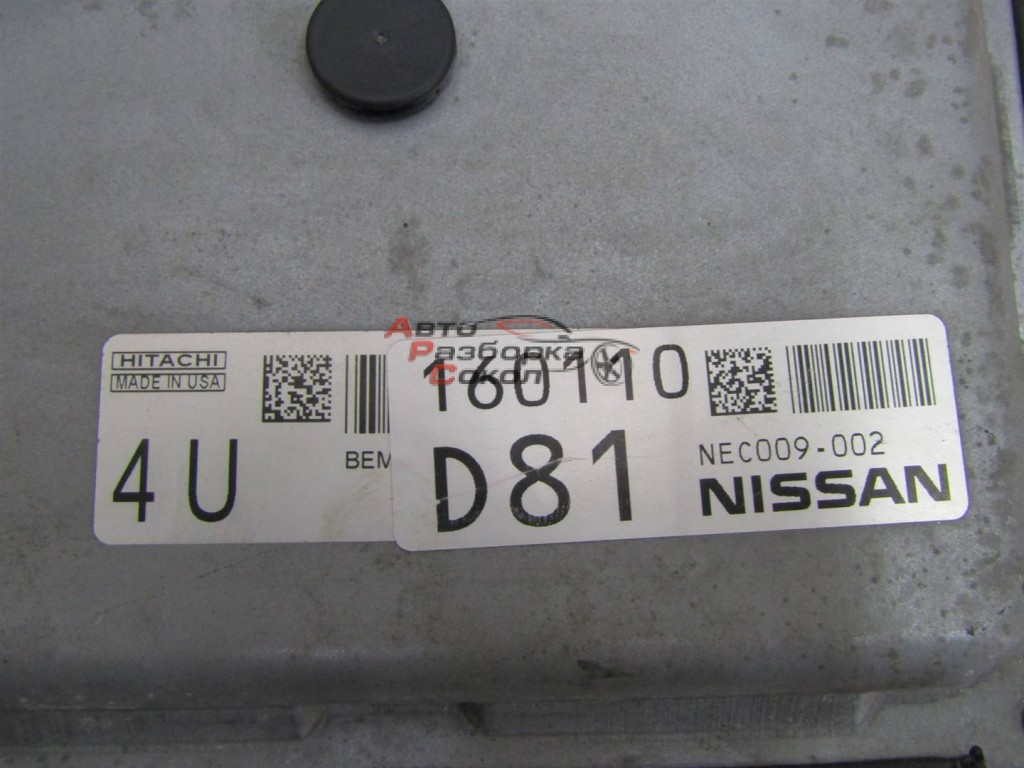 HITACHI
MADE IN USA
4U
BEM
160110
D81
NEC009-002
NISSAN
Авто
Разборка
Сокол